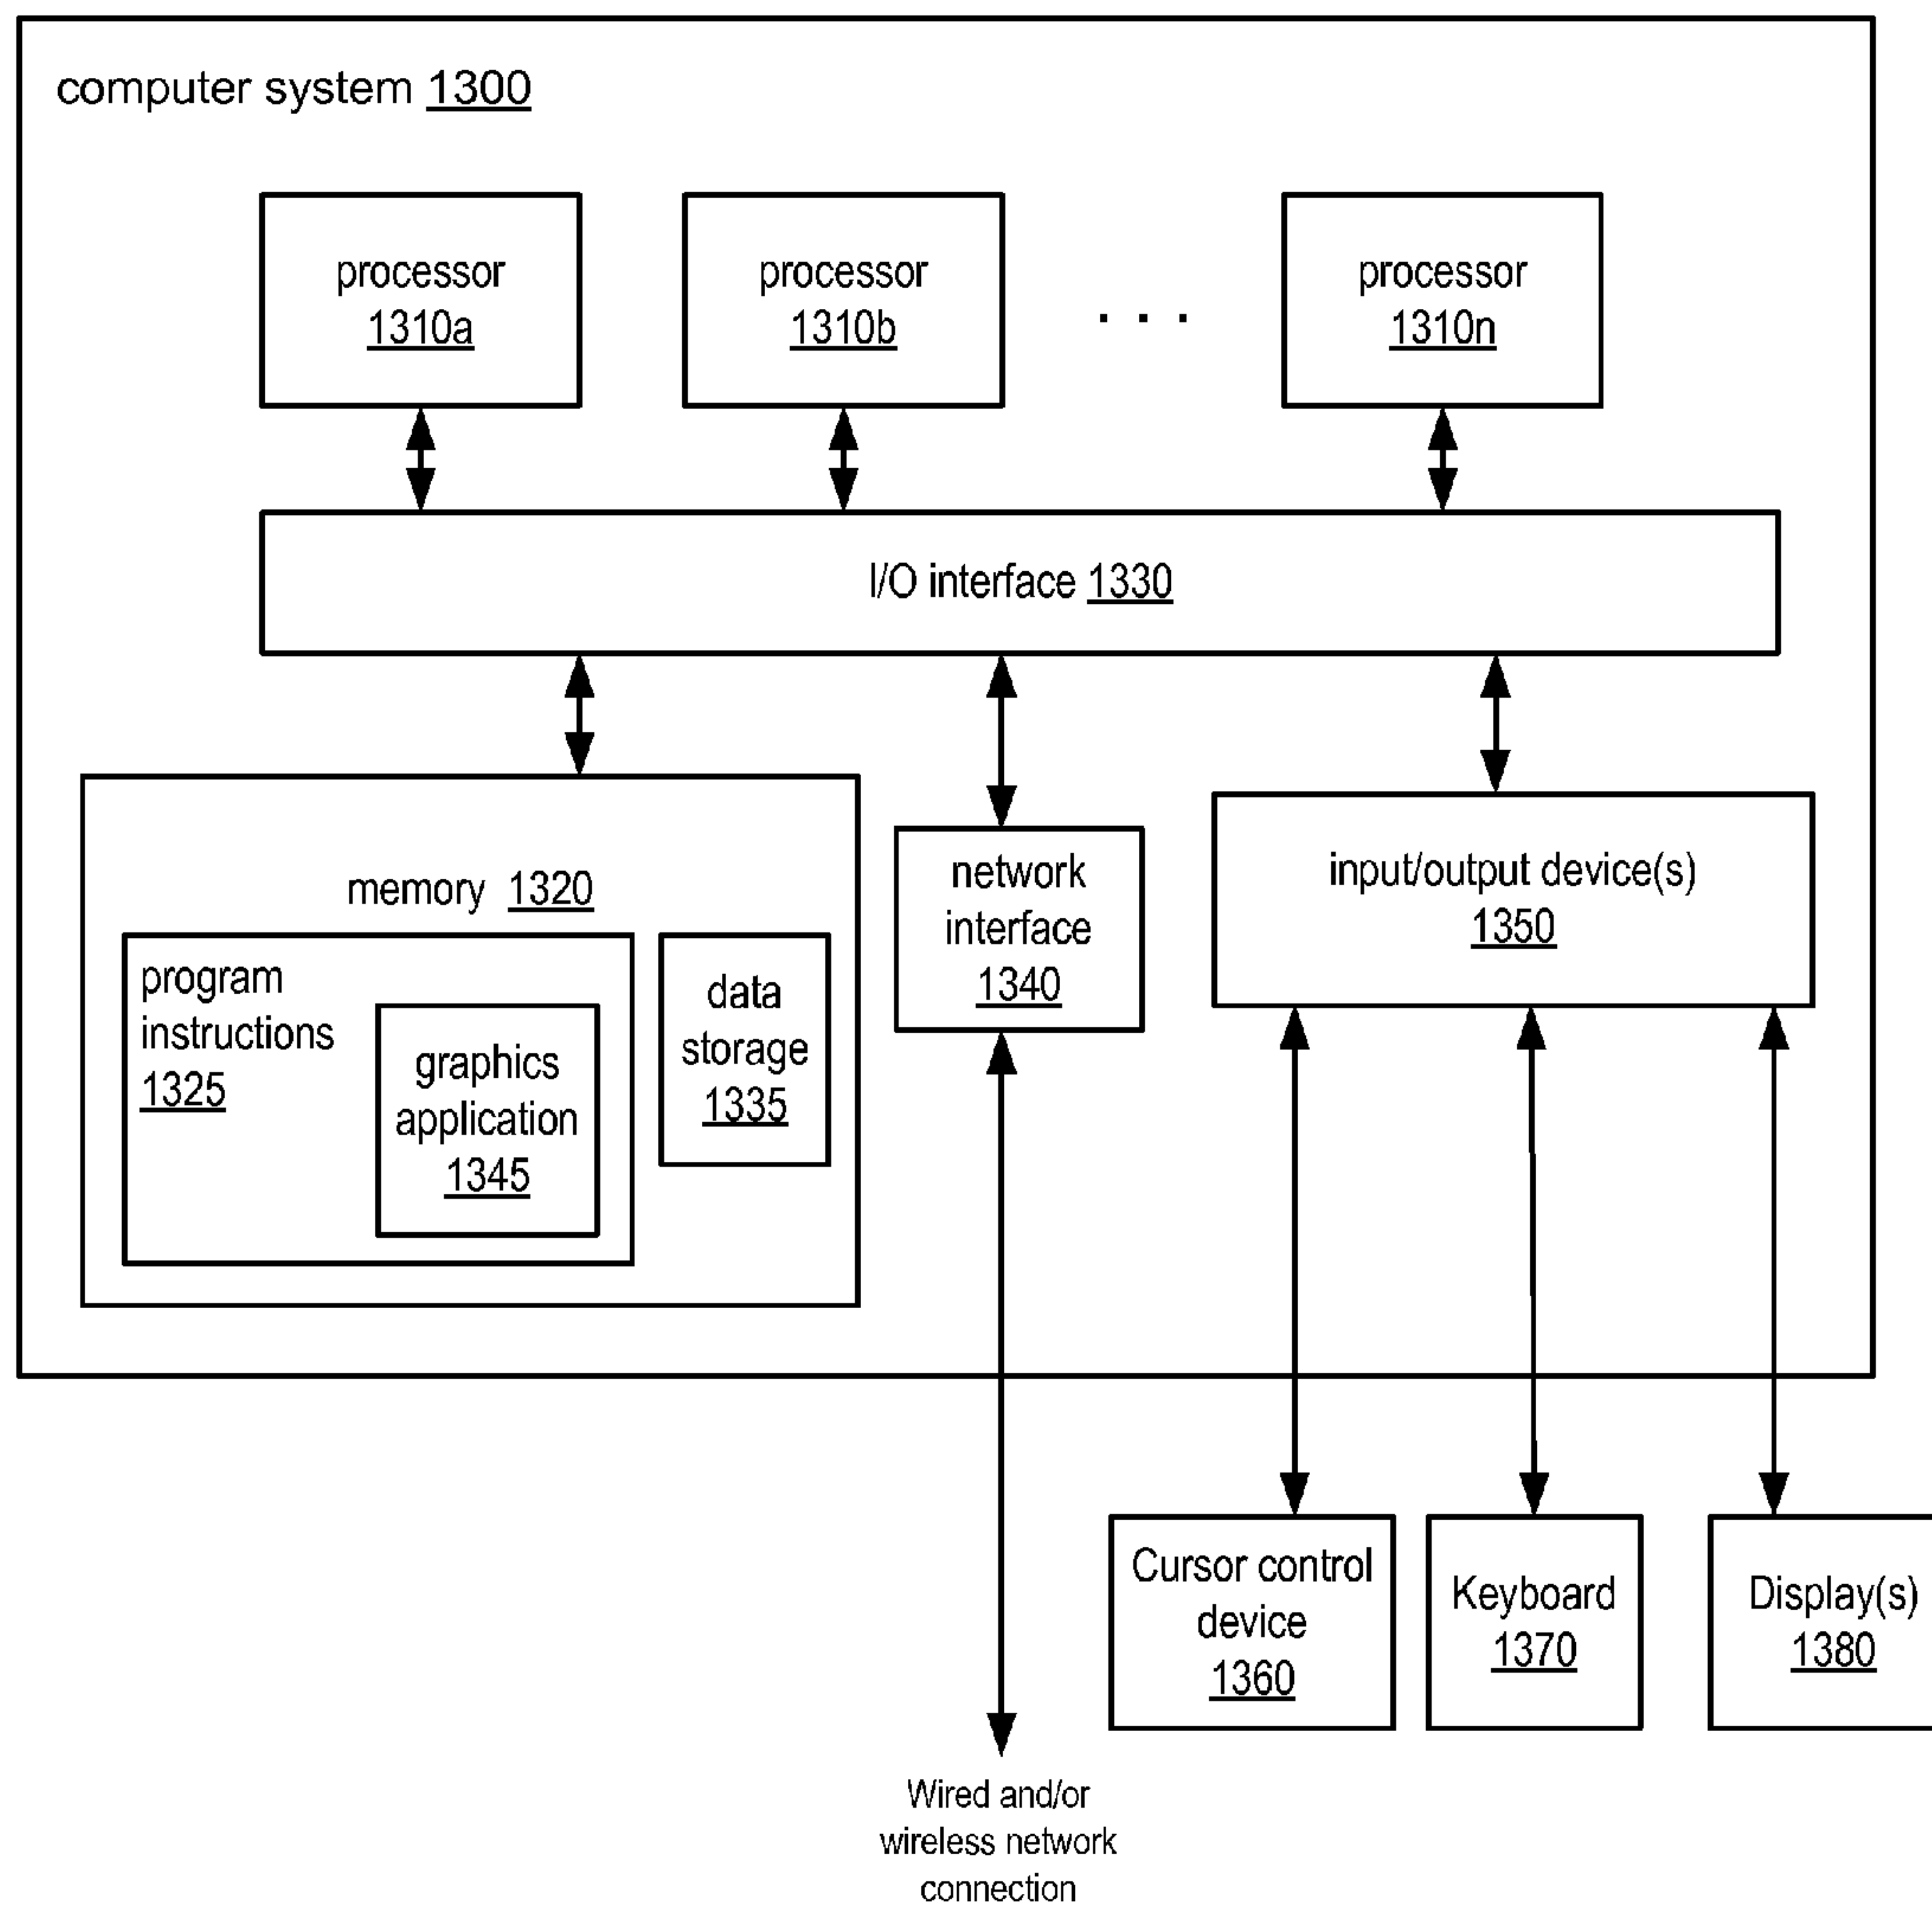 computer system 1300
processor
1310a
processor
1310b
. . .
processor
1310n
I/O interface 1330
memory 1320
program
instructions
1325
graphics
application
1345
data
storage
1335
network
interface
1340
input/output device(s)
1350
Cursor control
device
1360
Keyboard
1370
Display(s)
1380
Wired and/or
wireless network
connection